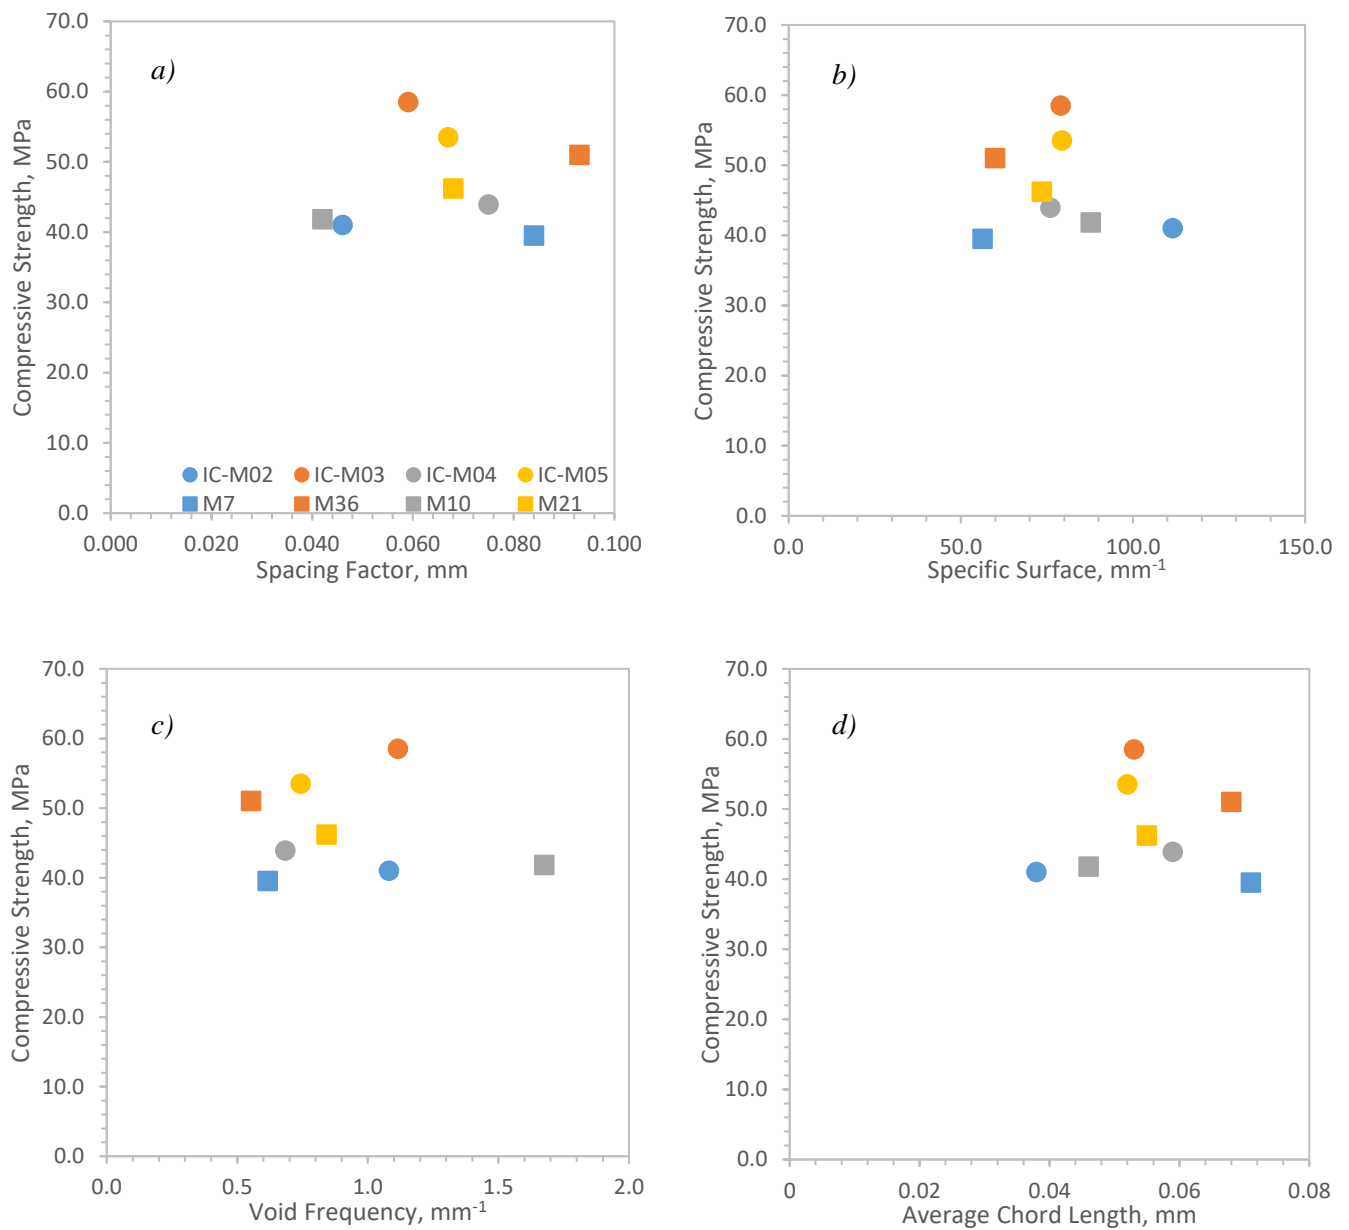 a)
70.0
60.0
50.0
40.0
30.0
20.0
10.0
0.0
Compressive Strength, MPa
IC-M02 IC-M03 IC-M04 IC-M05
M7 M36 M10 M21
0.000 0.020 0.040 0.060 0.080 0.100
Spacing Factor, mm
b)
70.0
60.0
50.0
40.0
30.0
20.0
10.0
0.0
Compressive Strength, MPa
0.0 50.0 100.0 150.0
Specific Surface, mm⁻¹
c)
70.0
60.0
50.0
40.0
30.0
20.0
10.0
0.0
Compressive Strength, MPa
0.0 0.5 1.0 1.5 2.0
Void Frequency, mm⁻¹
d)
70.0
60.0
50.0
40.0
30.0
20.0
10.0
0.0
Compressive Strength, MPa
0 0.02 0.04 0.06 0.08
Average Chord Length, mm